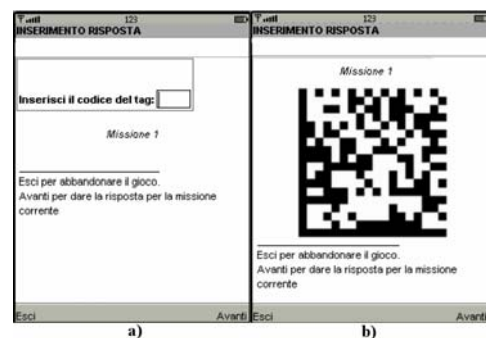 123
INSERIMENTO RISPOSTA
Inserisci il codice del tag:
Missione 1
Esci per abbandonare il gioco.
Avanti per dare la risposta per la missione
corrente
Esci Avanti
a)
123
INSERIMENTO RISPOSTA
Missione 1
Esci per abbandonare il gioco.
Avanti per dare la risposta per la missione
corrente
Esci Avanti
b)